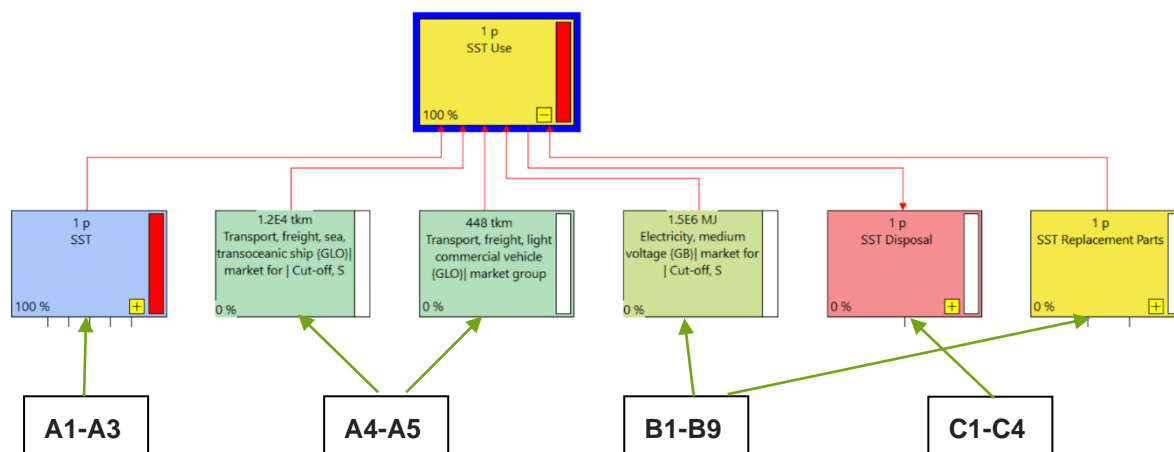 1 p
SST Use
100 %
−
1 p
SST
100 %
+
1.2E4 tkm
Transport, freight, sea,
transoceanic ship {GLO}|
market for | Cut-off, S
0 %
448 tkm
Transport, freight, light
commercial vehicle
{GLO}| market group
0 %
1.5E6 MJ
Electricity, medium
voltage {GB}| market for
| Cut-off, S
0 %
1 p
SST Disposal
0 %
+
1 p
SST Replacement Parts
0 %
+
A1-A3
A4-A5
B1-B9
C1-C4